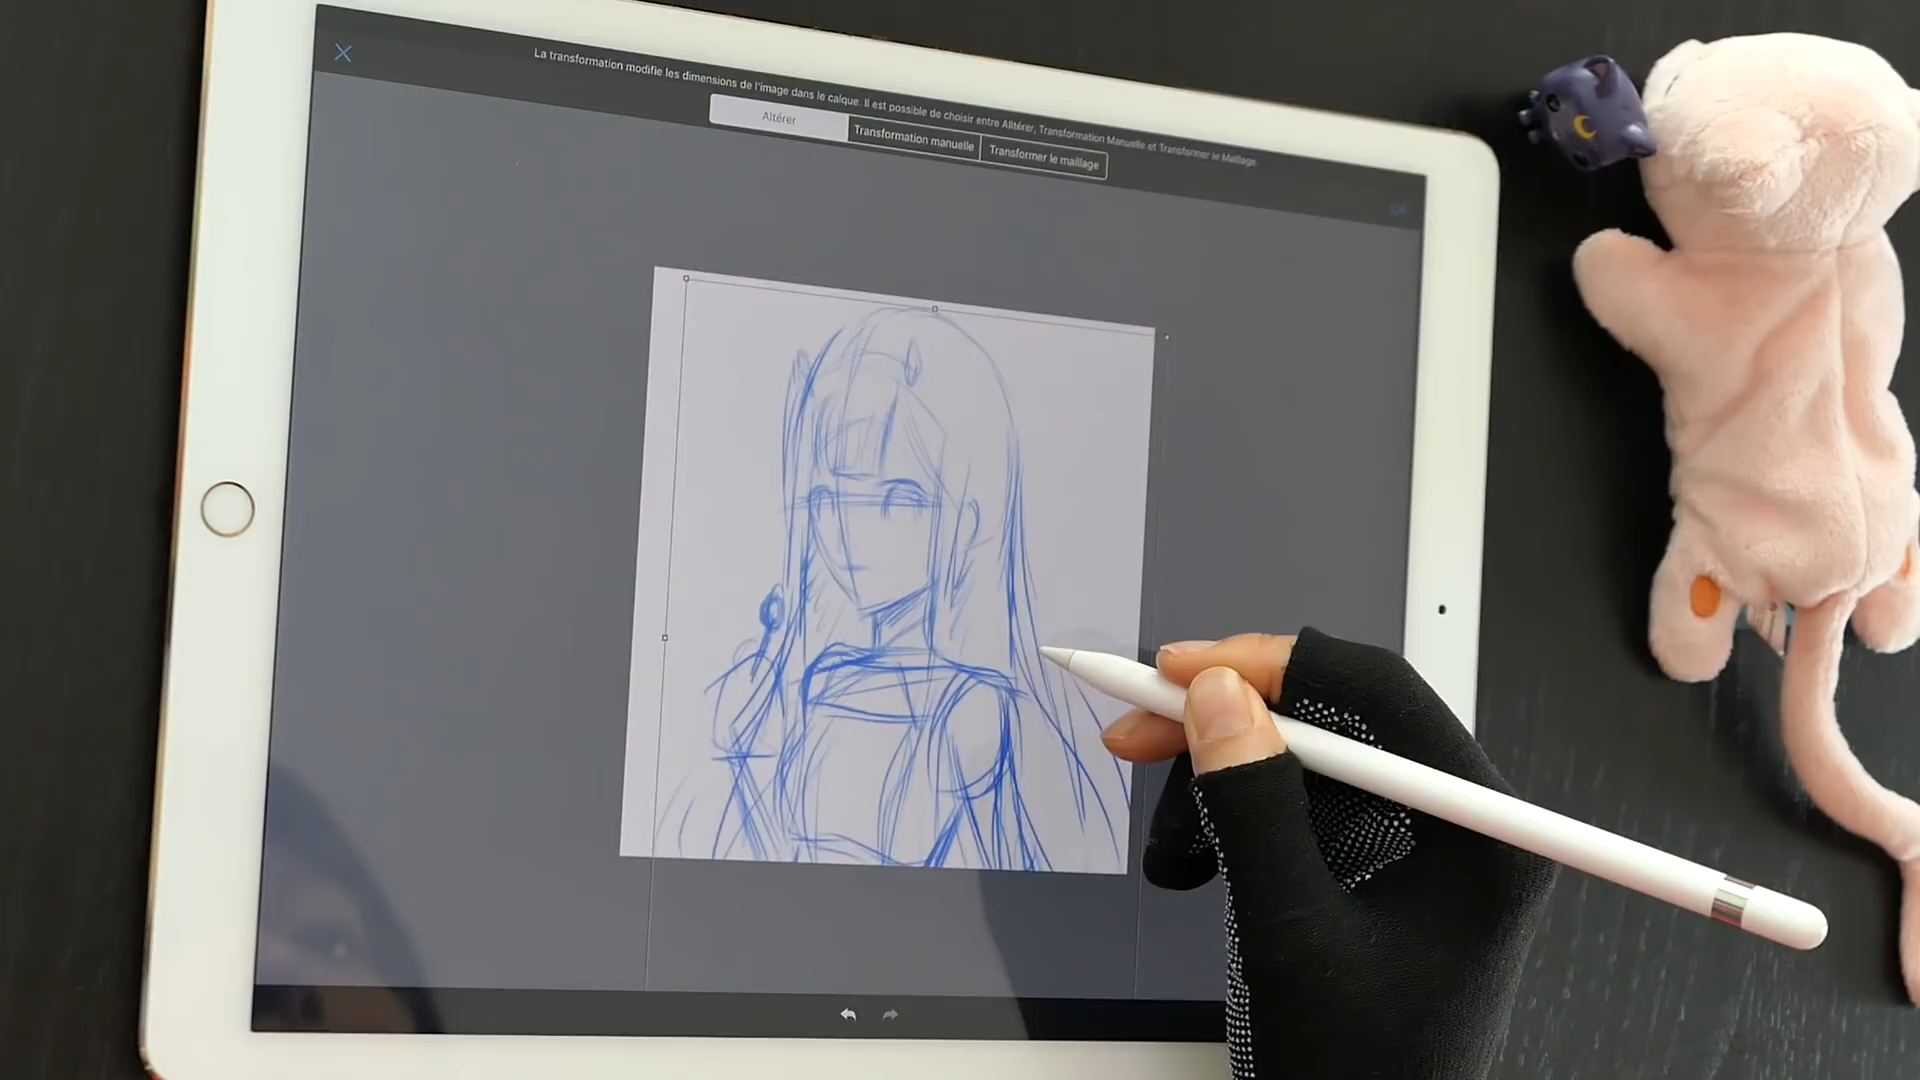 La transformation modifie les dimensions de l'image dans le calque. Il est possible de choisir entre Altérer, Transformation Manuelle et Transformer le Maillage.
Altérer
Transformation manuelle
Transformer le maillage